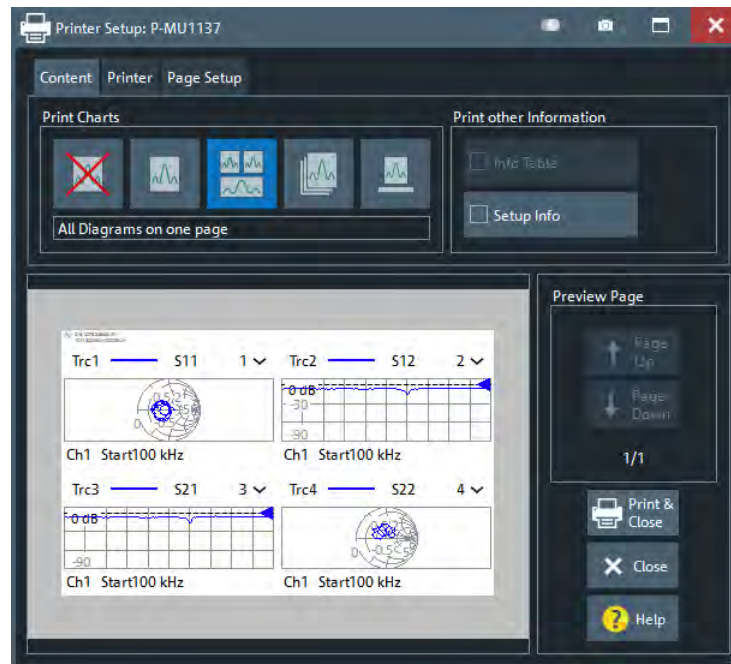 Printer Setup: P-MU1137
Content Printer Page Setup
Print Charts
All Diagrams on one page
Print other Information
Info Table
Setup Info
Preview Page
Page Up
Page Down
1/1
Print & Close
Close
Help
Trc1 S11 1
Trc2 S12 2
0 dB
-30
-90
Ch1 Start100 kHz
Ch1 Start100 kHz
Trc3 S21 3
Trc4 S22 4
0 dB
-90
Ch1 Start100 kHz
Ch1 Start100 kHz